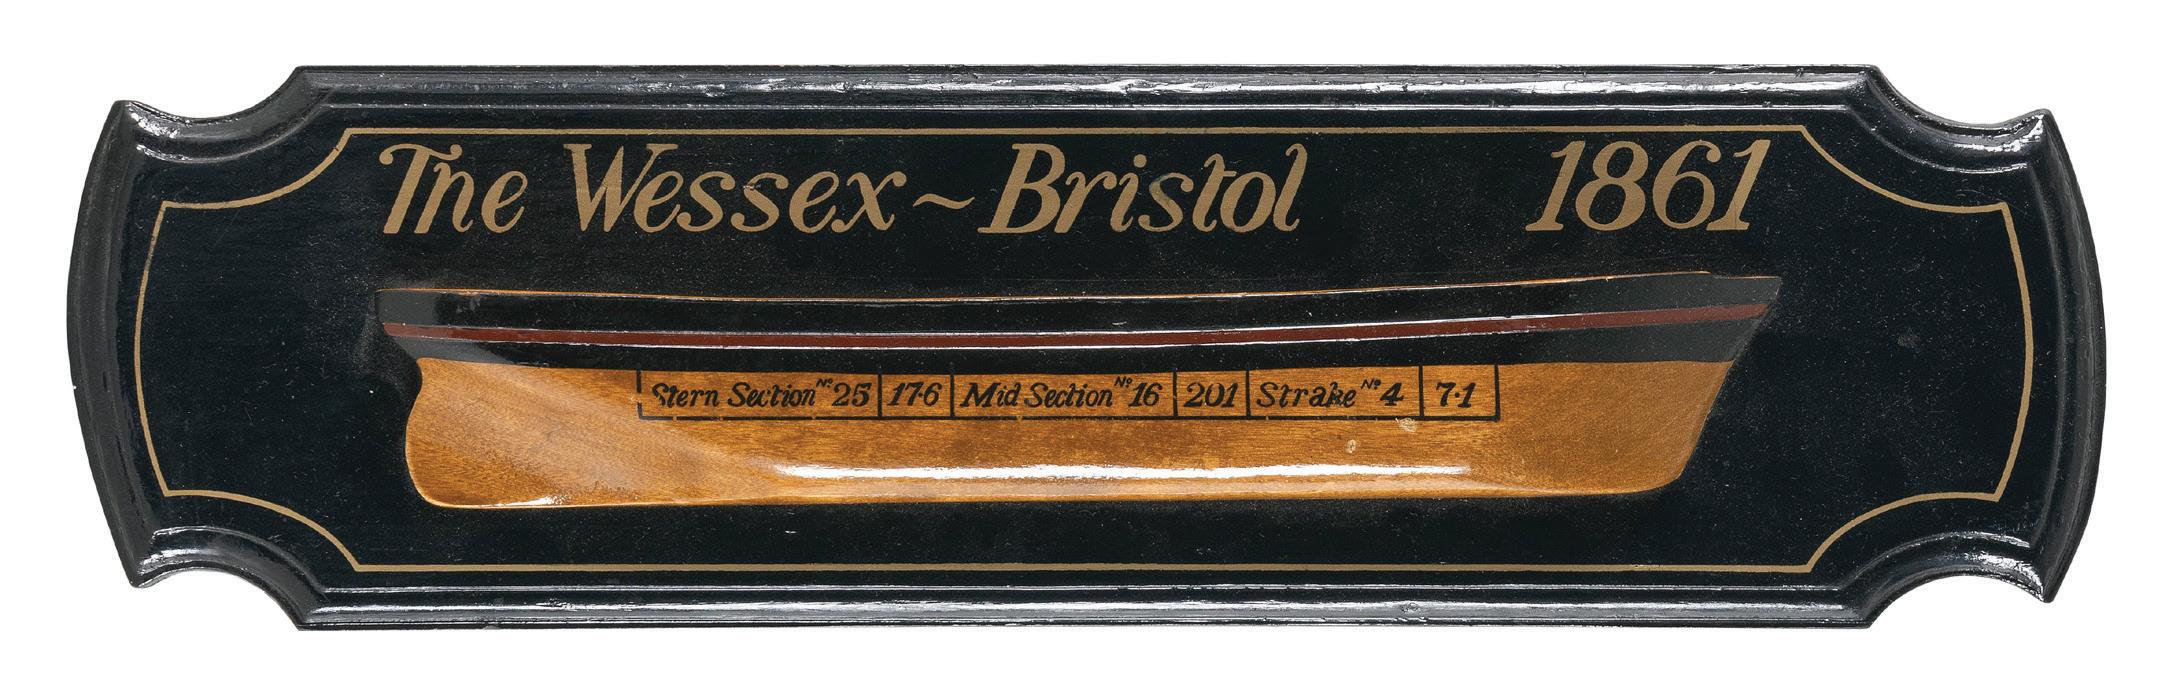 The Wessex ~ Bristol 1861
Stern Section Nº 25 17·6 Mid Section Nº 16 201 Strake Nº 4 7·1